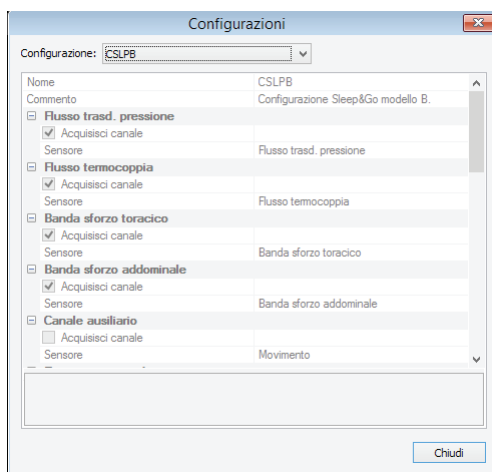 Configurazioni
Configurazione: CSLPB
Nome CSLPB
Commento Configurazione Sleep&Go modello B.
Flusso trasd. pressione
Acquisisci canale
Sensore Flusso trasd. pressione
Flusso termocoppia
Acquisisci canale
Sensore Flusso termocoppia
Banda sforzo toracico
Acquisisci canale
Sensore Banda sforzo toracico
Banda sforzo addominale
Acquisisci canale
Sensore Banda sforzo addominale
Canale ausiliario
Acquisisci canale
Sensore Movimento
Chiudi